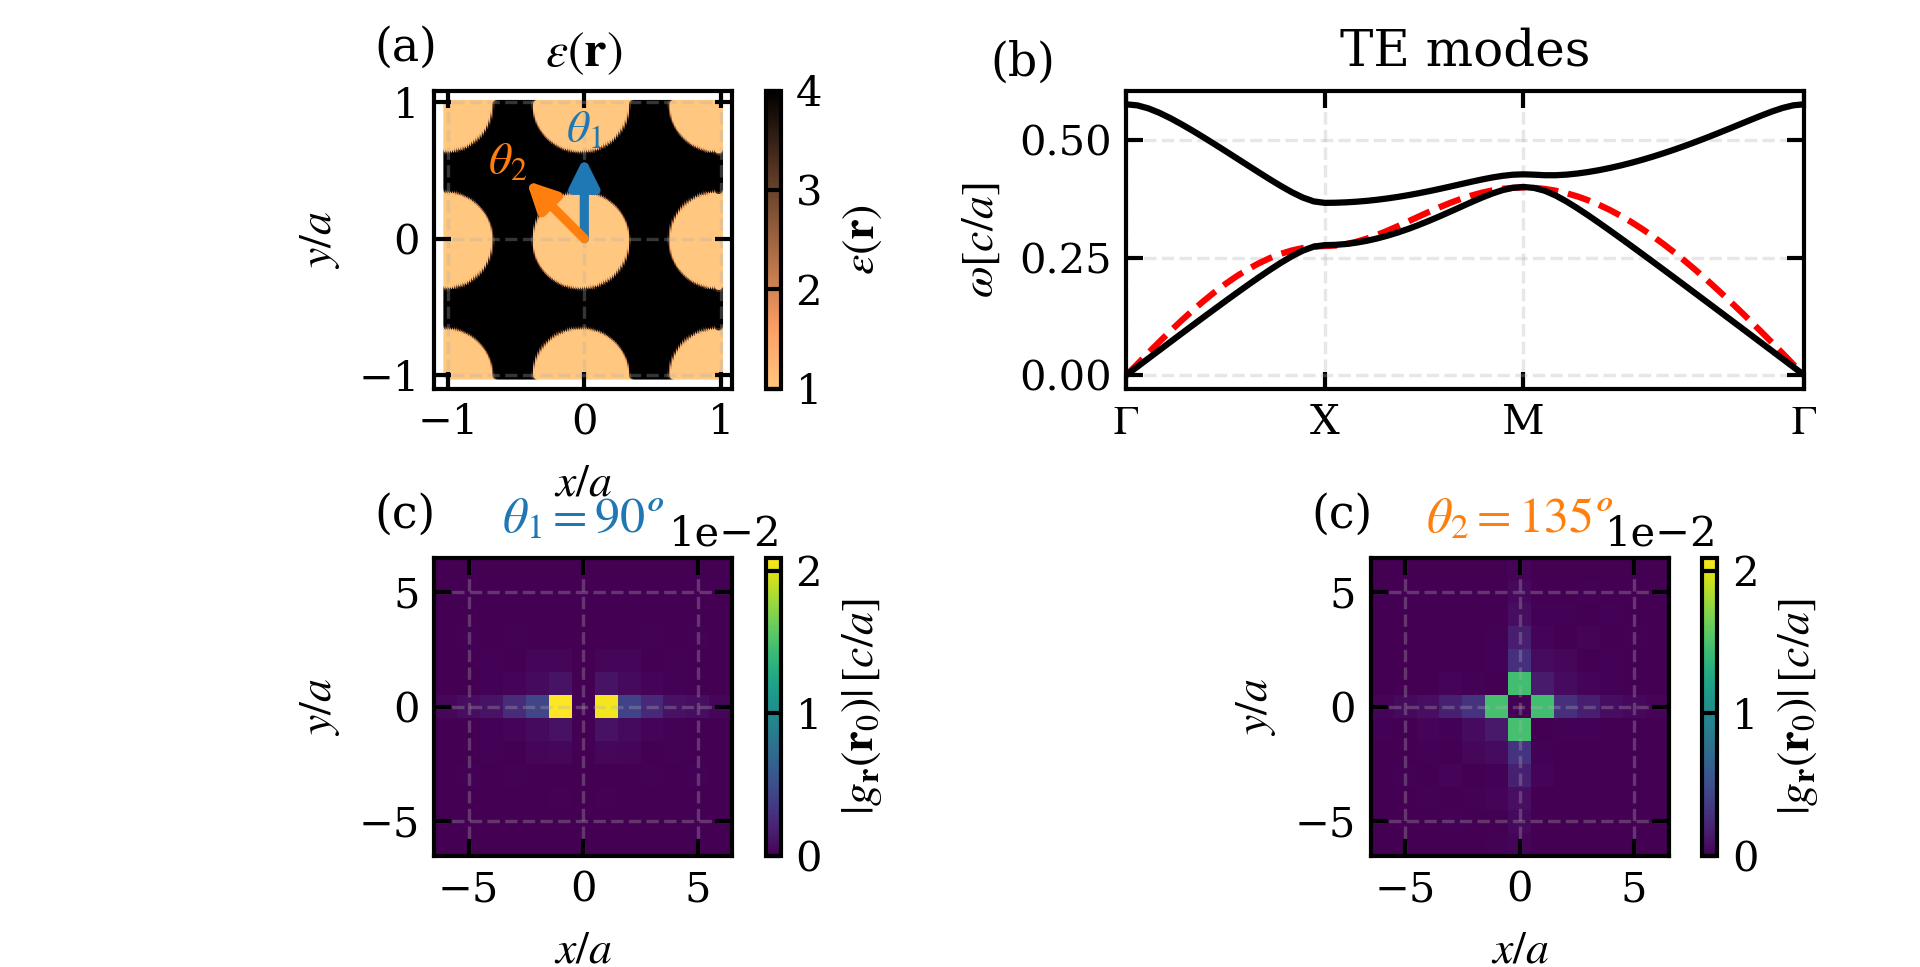 (a)
ε(r)
1
0
−1
−1
0
1
y/a
x/a
θ1
θ2
4
3
2
1
ε(r)
(b)
TE modes
0.50
0.25
0.00
ω[c/a]
Γ
X
M
Γ
(c)
θ1 = 90º
1e−2
5
0
−5
−5
0
5
y/a
x/a
2
1
0
|gr(r0)| [c/a]
(c)
θ2 = 135º
1e−2
5
0
−5
−5
0
5
y/a
x/a
2
1
0
|gr(r0)| [c/a]